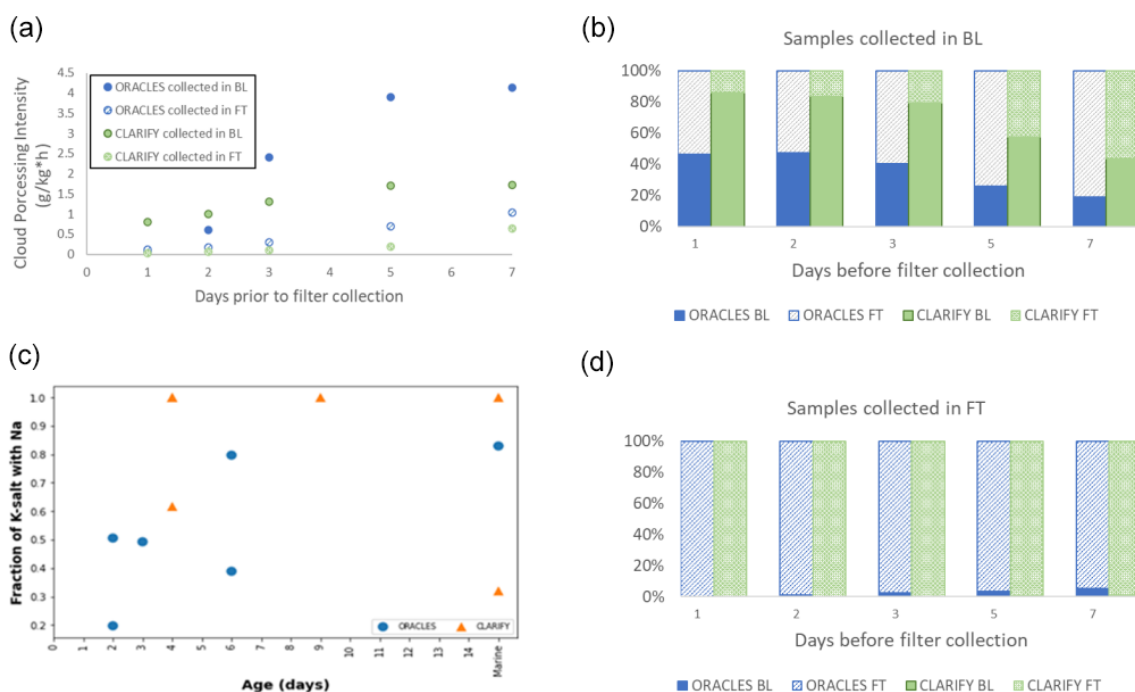 (a)
Cloud Porcessing Intensity
(g/kg*h)
4.5
4
3.5
3
2.5
2
1.5
1
0.5
0
ORACLES collected in BL
ORACLES collected in FT
CLARIFY collected in BL
CLARIFY collected in FT
0 1 2 3 4 5 6 7
Days prior to filter collection
(b)
Samples collected in BL
100%
80%
60%
40%
20%
0%
1 2 3 5 7
Days before filter collection
ORACLES BL ORACLES FT CLARIFY BL CLARIFY FT
(c)
Fraction of K-salt with Na
1.0
0.9
0.8
0.7
0.6
0.5
0.4
0.3
0.2
ORACLES CLARIFY
0 1 2 3 4 5 6 7 8 9 10 11 12 13 14 Marine
Age (days)
(d)
Samples collected in FT
100%
80%
60%
40%
20%
0%
1 2 3 5 7
Days before filter collection
ORACLES BL ORACLES FT CLARIFY BL CLARIFY FT